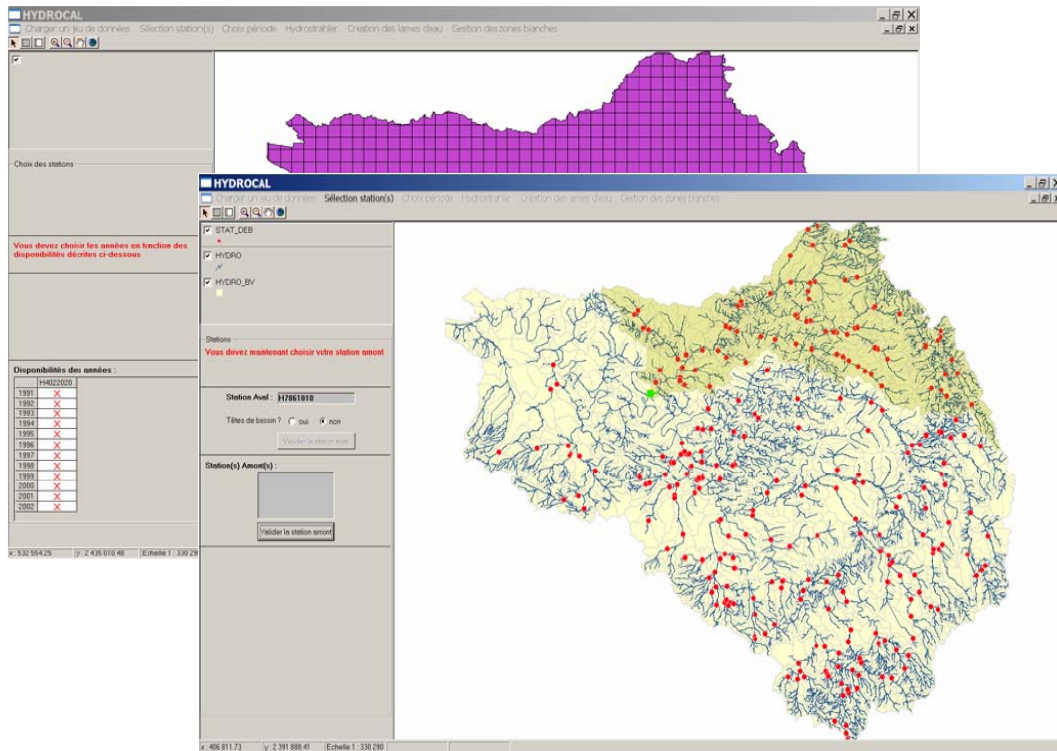 HYDROCAL
Charger un jeu de données Sélection station(s) Choix période Hydrostrahler Création des lames d'eau Gestion des zones blanches
Choix des stations
Vous devez choisir les années en fonction des
disponibilités décrites ci-dessous
Disponibilités des années :
H4022020
1991 X
1992 X
1993 X
1994 X
1995 X
1996 X
1997 X
1998 X
1999 X
2000 X
2001 X
2002 X
x : 532 554.25 y : 2 435 010.48 Echelle 1 : 330 29
HYDROCAL
Charger un jeu de données Sélection station(s) Choix période Hydrostrahler Création des lames d'eau Gestion des zones blanches
STAT_DEB
HYDRO
HYDRO_BV
Stations
Vous devez maintenant choisir votre station amont
Station Aval : H7861010
Têtes de bassin ? oui non
Valider la station aval
Station(s) Amont(s) :
Valider la station amont
x : 406 811.73 y : 2 391 888.41 Echelle 1 : 330 290